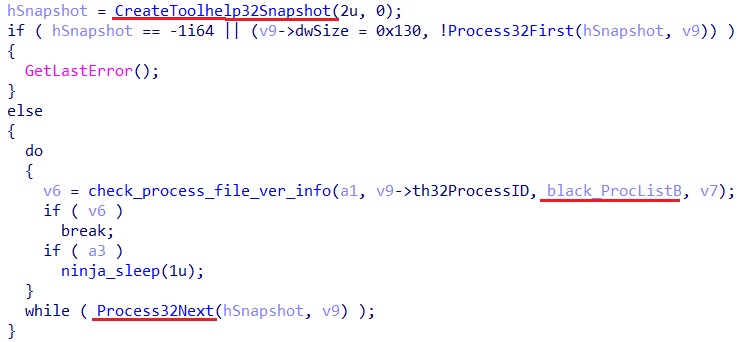 hSnapshot = CreateToolhelp32Snapshot(2u, 0);
if ( hSnapshot == -1i64 || (v9->dwSize = 0x130, !Process32First(hSnapshot, v9)) )
{
  GetLastError();
}
else
{
  do
  {
    v6 = check_process_file_ver_info(a1, v9->th32ProcessID, black_ProcListB, v7);
    if ( v6 )
      break;
    if ( a3 )
      ninja_sleep(1u);
  }
  while ( Process32Next(hSnapshot, v9) );
}